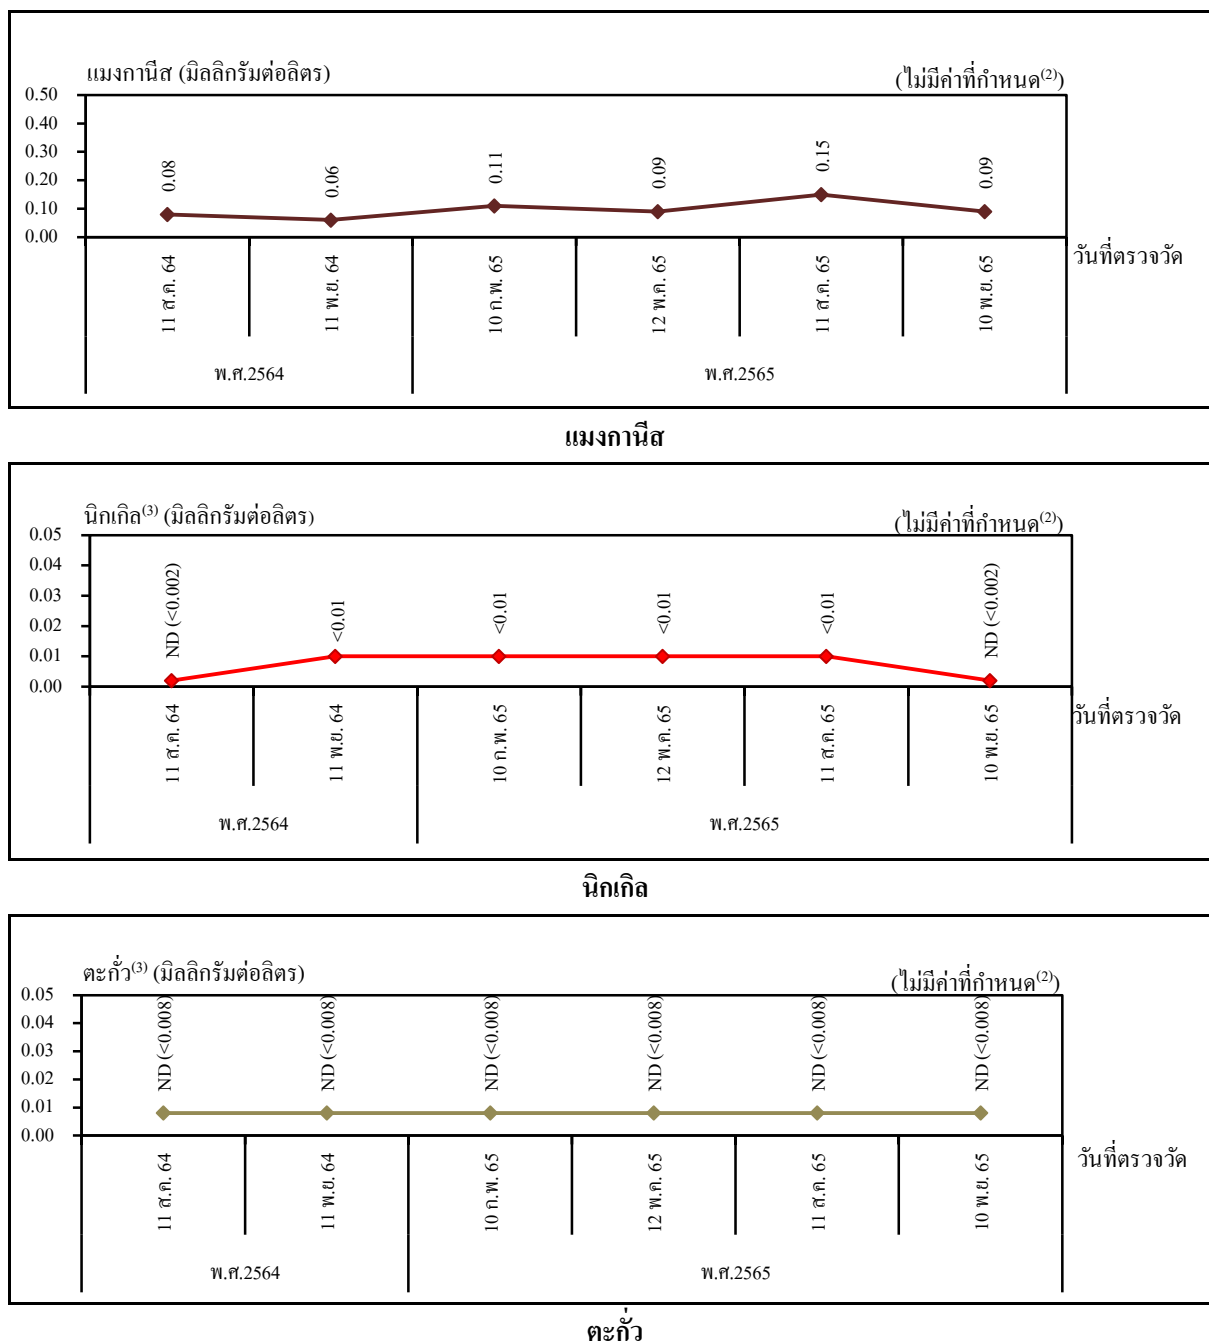 แมงกานีส (มิลลิกรัมต่อลิตร)
(ไม่มีค่าที่กำหนด(2))
0.50
0.40
0.30
0.20
0.10
0.00
0.08
0.06
0.11
0.09
0.15
0.09
วันที่ตรวจวัด
11 ส.ค. 64
11 พ.ย. 64
10 ก.พ. 65
12 พ.ค. 65
11 ส.ค. 65
10 พ.ย. 65
พ.ศ.2564
พ.ศ.2565
แมงกานีส
นิกเกิล(3) (มิลลิกรัมต่อลิตร)
(ไม่มีค่าที่กำหนด(2))
0.05
0.04
0.03
0.02
0.01
0.00
ND (<0.002)
<0.01
<0.01
<0.01
<0.01
ND (<0.002)
วันที่ตรวจวัด
11 ส.ค. 64
11 พ.ย. 64
10 ก.พ. 65
12 พ.ค. 65
11 ส.ค. 65
10 พ.ย. 65
พ.ศ.2564
พ.ศ.2565
นิกเกิล
ตะกั่ว(3) (มิลลิกรัมต่อลิตร)
(ไม่มีค่าที่กำหนด(2))
0.05
0.04
0.03
0.02
0.01
0.00
ND (<0.008)
ND (<0.008)
ND (<0.008)
ND (<0.008)
ND (<0.008)
ND (<0.008)
วันที่ตรวจวัด
11 ส.ค. 64
11 พ.ย. 64
10 ก.พ. 65
12 พ.ค. 65
11 ส.ค. 65
10 พ.ย. 65
พ.ศ.2564
พ.ศ.2565
ตะกั่ว